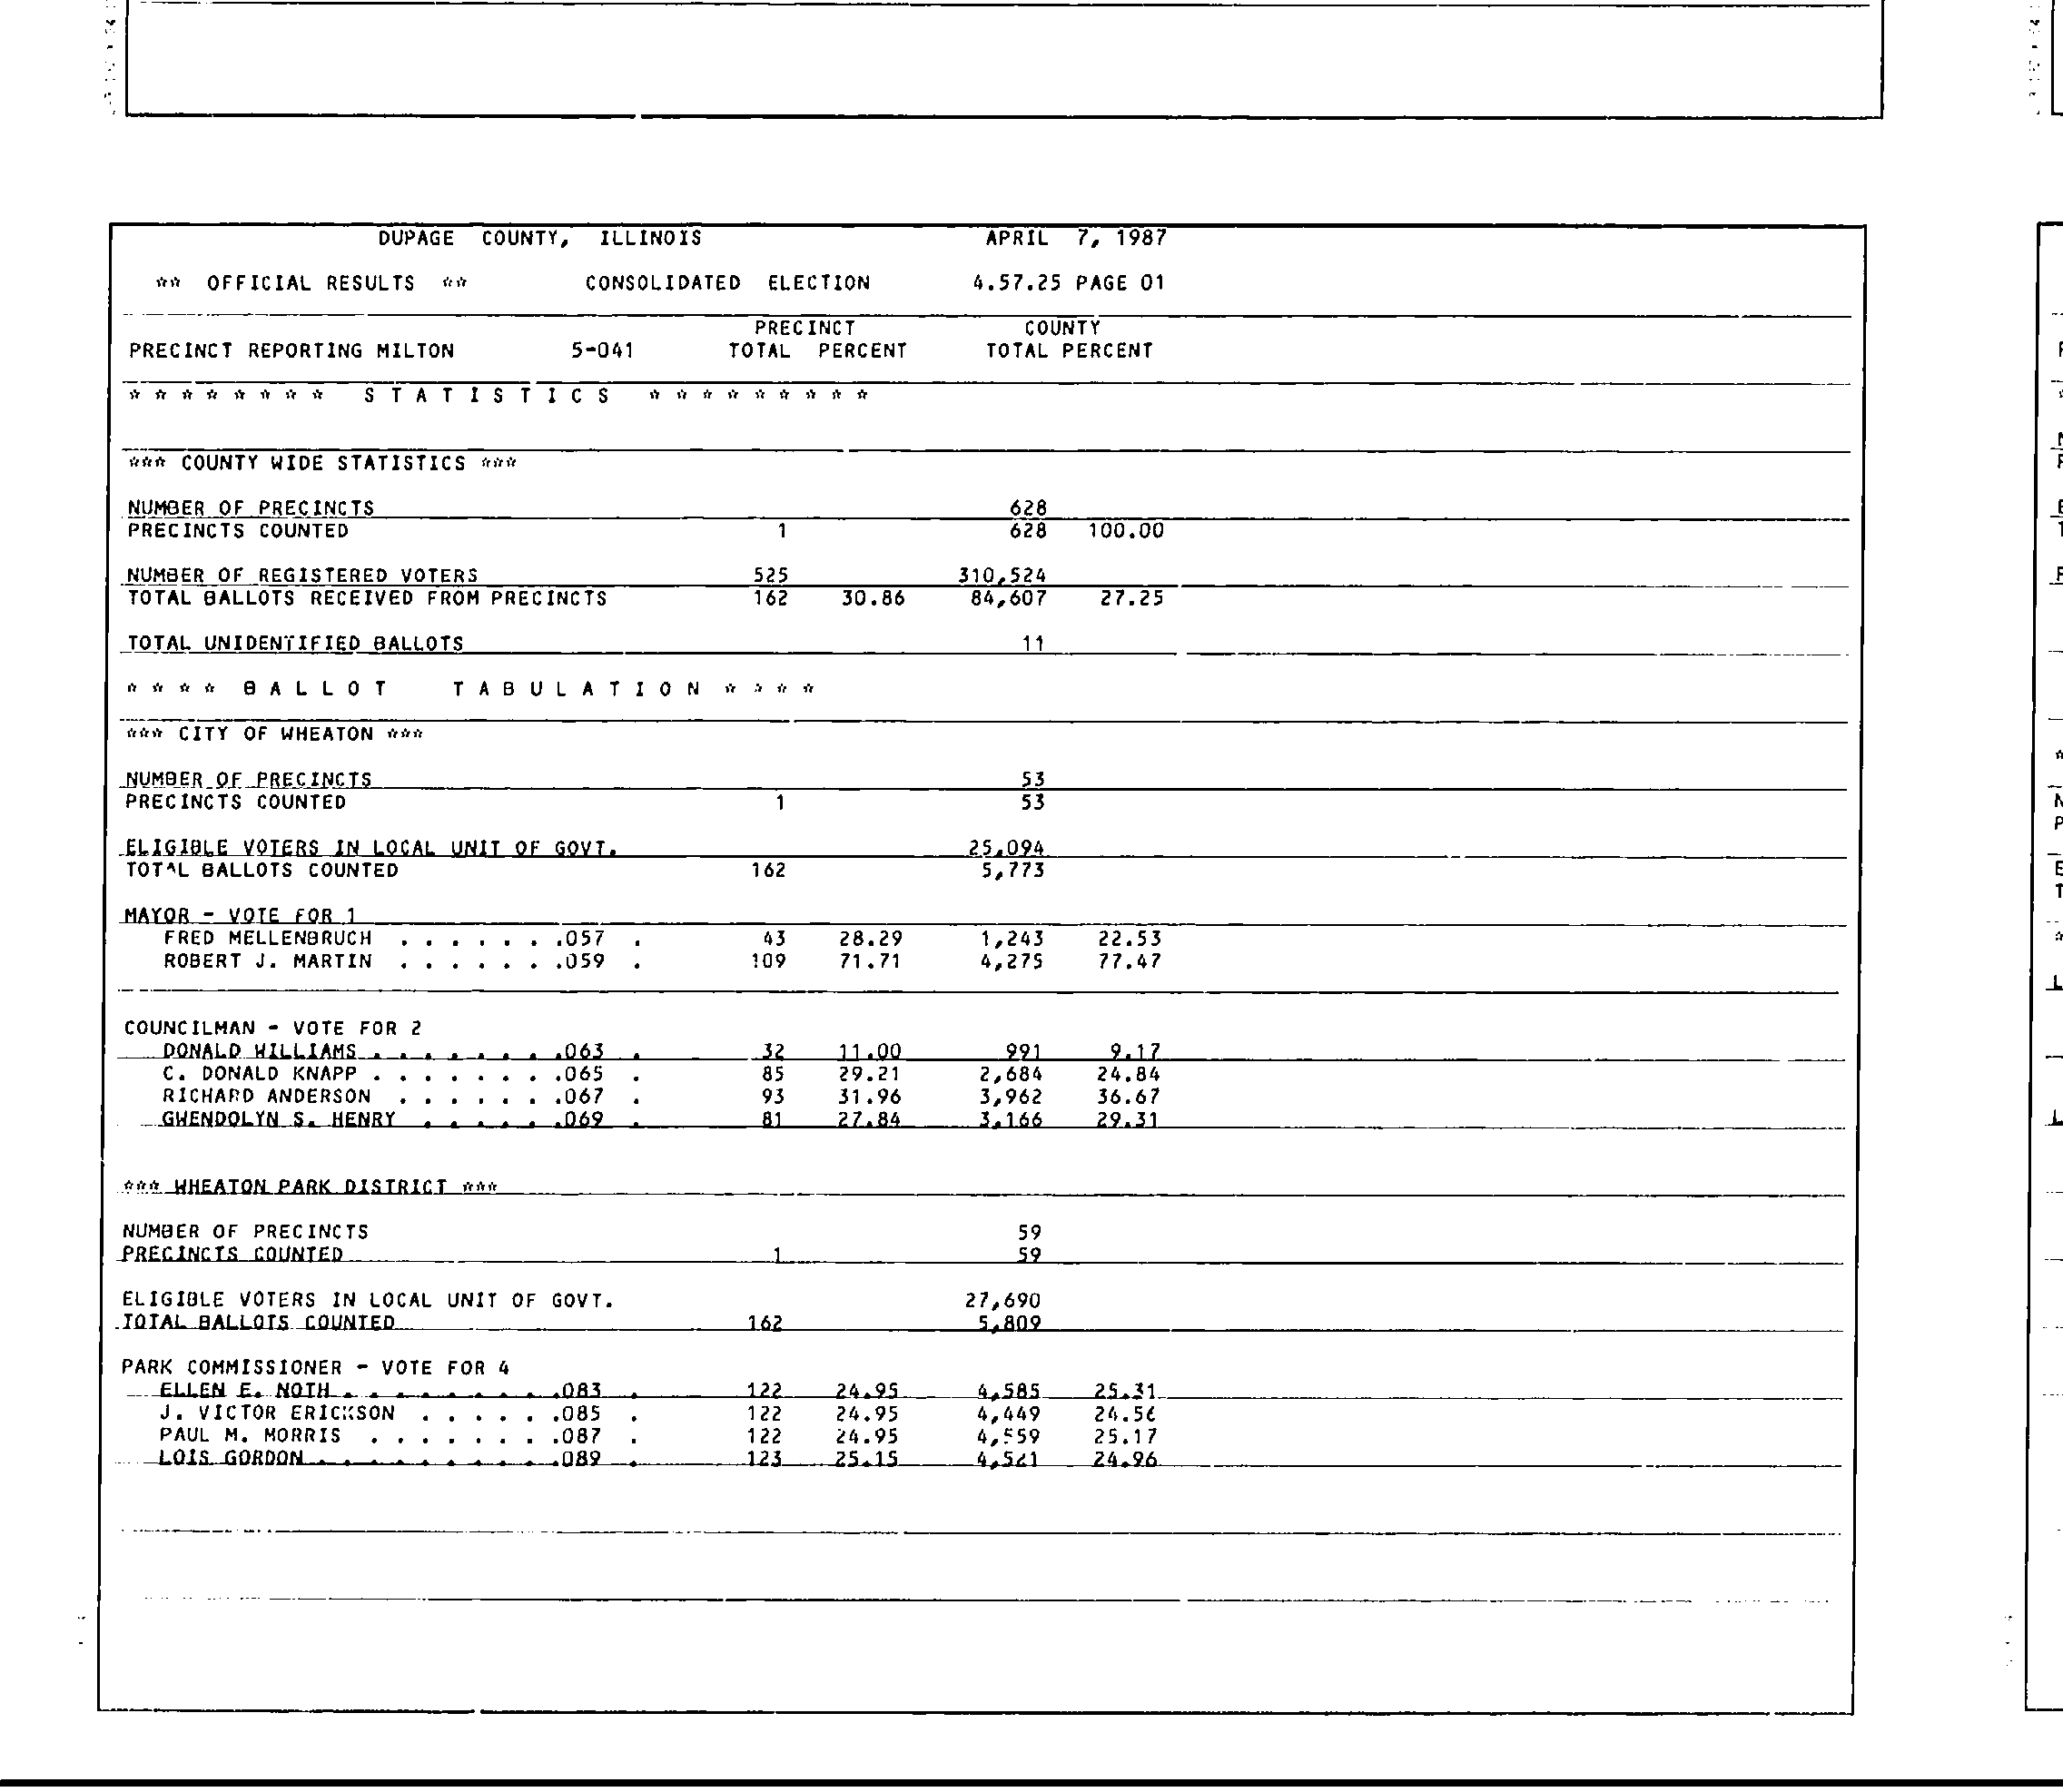 DUPAGE COUNTY, ILLINOIS APRIL 7, 1987
** OFFICIAL RESULTS ** CONSOLIDATED ELECTION 4.57.25 PAGE 01
PRECINCT COUNTY
PRECINCT REPORTING MILTON 5-041 TOTAL PERCENT TOTAL PERCENT
* * * * * * * * S T A T I S T I C S * * * * * * * * *
*** COUNTY WIDE STATISTICS ***
NUMBER OF PRECINCTS 628
PRECINCTS COUNTED 1 628 100.00
NUMBER OF REGISTERED VOTERS 525 310,524
TOTAL BALLOTS RECEIVED FROM PRECINCTS 162 30.86 84,607 27.25
TOTAL UNIDENTIFIED BALLOTS 11
* * * * B A L L O T T A B U L A T I O N * * * *
*** CITY OF WHEATON ***
NUMBER OF PRECINCTS 53
PRECINCTS COUNTED 1 53
ELIGIBLE VOTERS IN LOCAL UNIT OF GOVT. 25,094
TOTAL BALLOTS COUNTED 162 5,773
MAYOR - VOTE FOR 1
FRED MELLENBRUCH . . . . . . .057 . 43 28.29 1,243 22.53
ROBERT J. MARTIN . . . . . . .059 . 109 71.71 4,275 77.47
COUNCILMAN - VOTE FOR 2
DONALD WILLIAMS . . . . . . . .063 . 32 11.00 991 9.17
C. DONALD KNAPP . . . . . . . .065 . 85 29.21 2,684 24.84
RICHARD ANDERSON . . . . . . .067 . 93 31.96 3,962 36.67
GWENDOLYN S. HENRY . . . . . .069 . 81 27.84 3,166 29.31
*** WHEATON PARK DISTRICT ***
NUMBER OF PRECINCTS 59
PRECINCTS COUNTED 1 59
ELIGIBLE VOTERS IN LOCAL UNIT OF GOVT. 27,690
TOTAL BALLOTS COUNTED 162 5,809
PARK COMMISSIONER - VOTE FOR 4
ELLEN E. NOTH . . . . . . . . .083 . 122 24.95 4,585 25.31
J. VICTOR ERICKSON . . . . . .085 . 122 24.95 4,449 24.56
PAUL M. MORRIS . . . . . . . .087 . 122 24.95 4,559 25.17
LOIS GORDON . . . . . . . . . .089 . 123 25.15 4,521 24.96